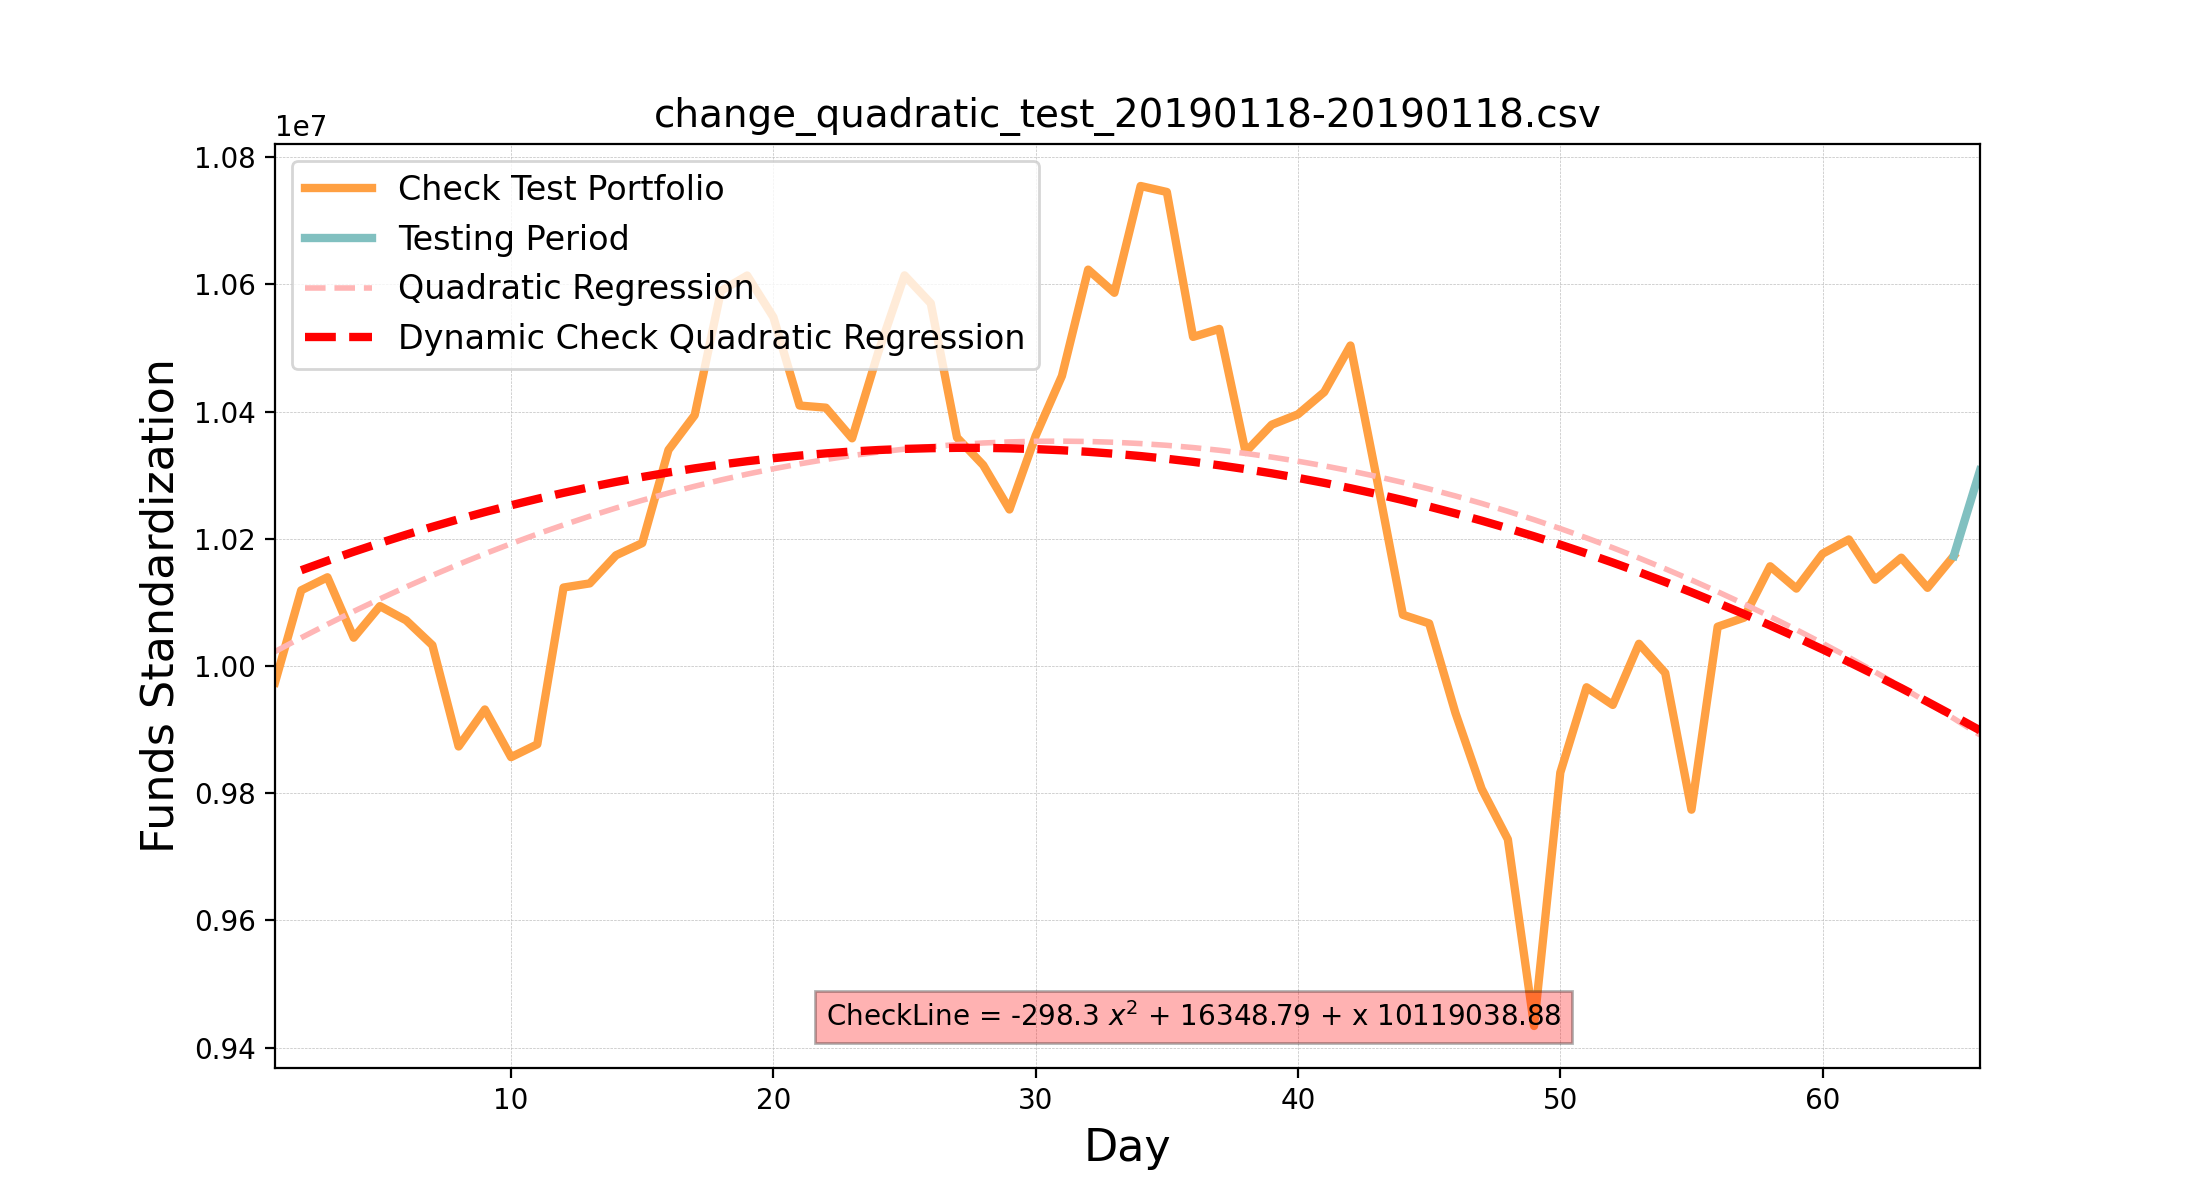 change_quadratic_test_20190118-20190118.csv
1e7
1.08
1.06
1.04
1.02
1.00
0.98
0.96
0.94
Funds Standardization
Check Test Portfolio
Testing Period
Quadratic Regression
Dynamic Check Quadratic Regression
CheckLine = -298.3 x² + 16348.79 + x 10119038.88
10 20 30 40 50 60
Day